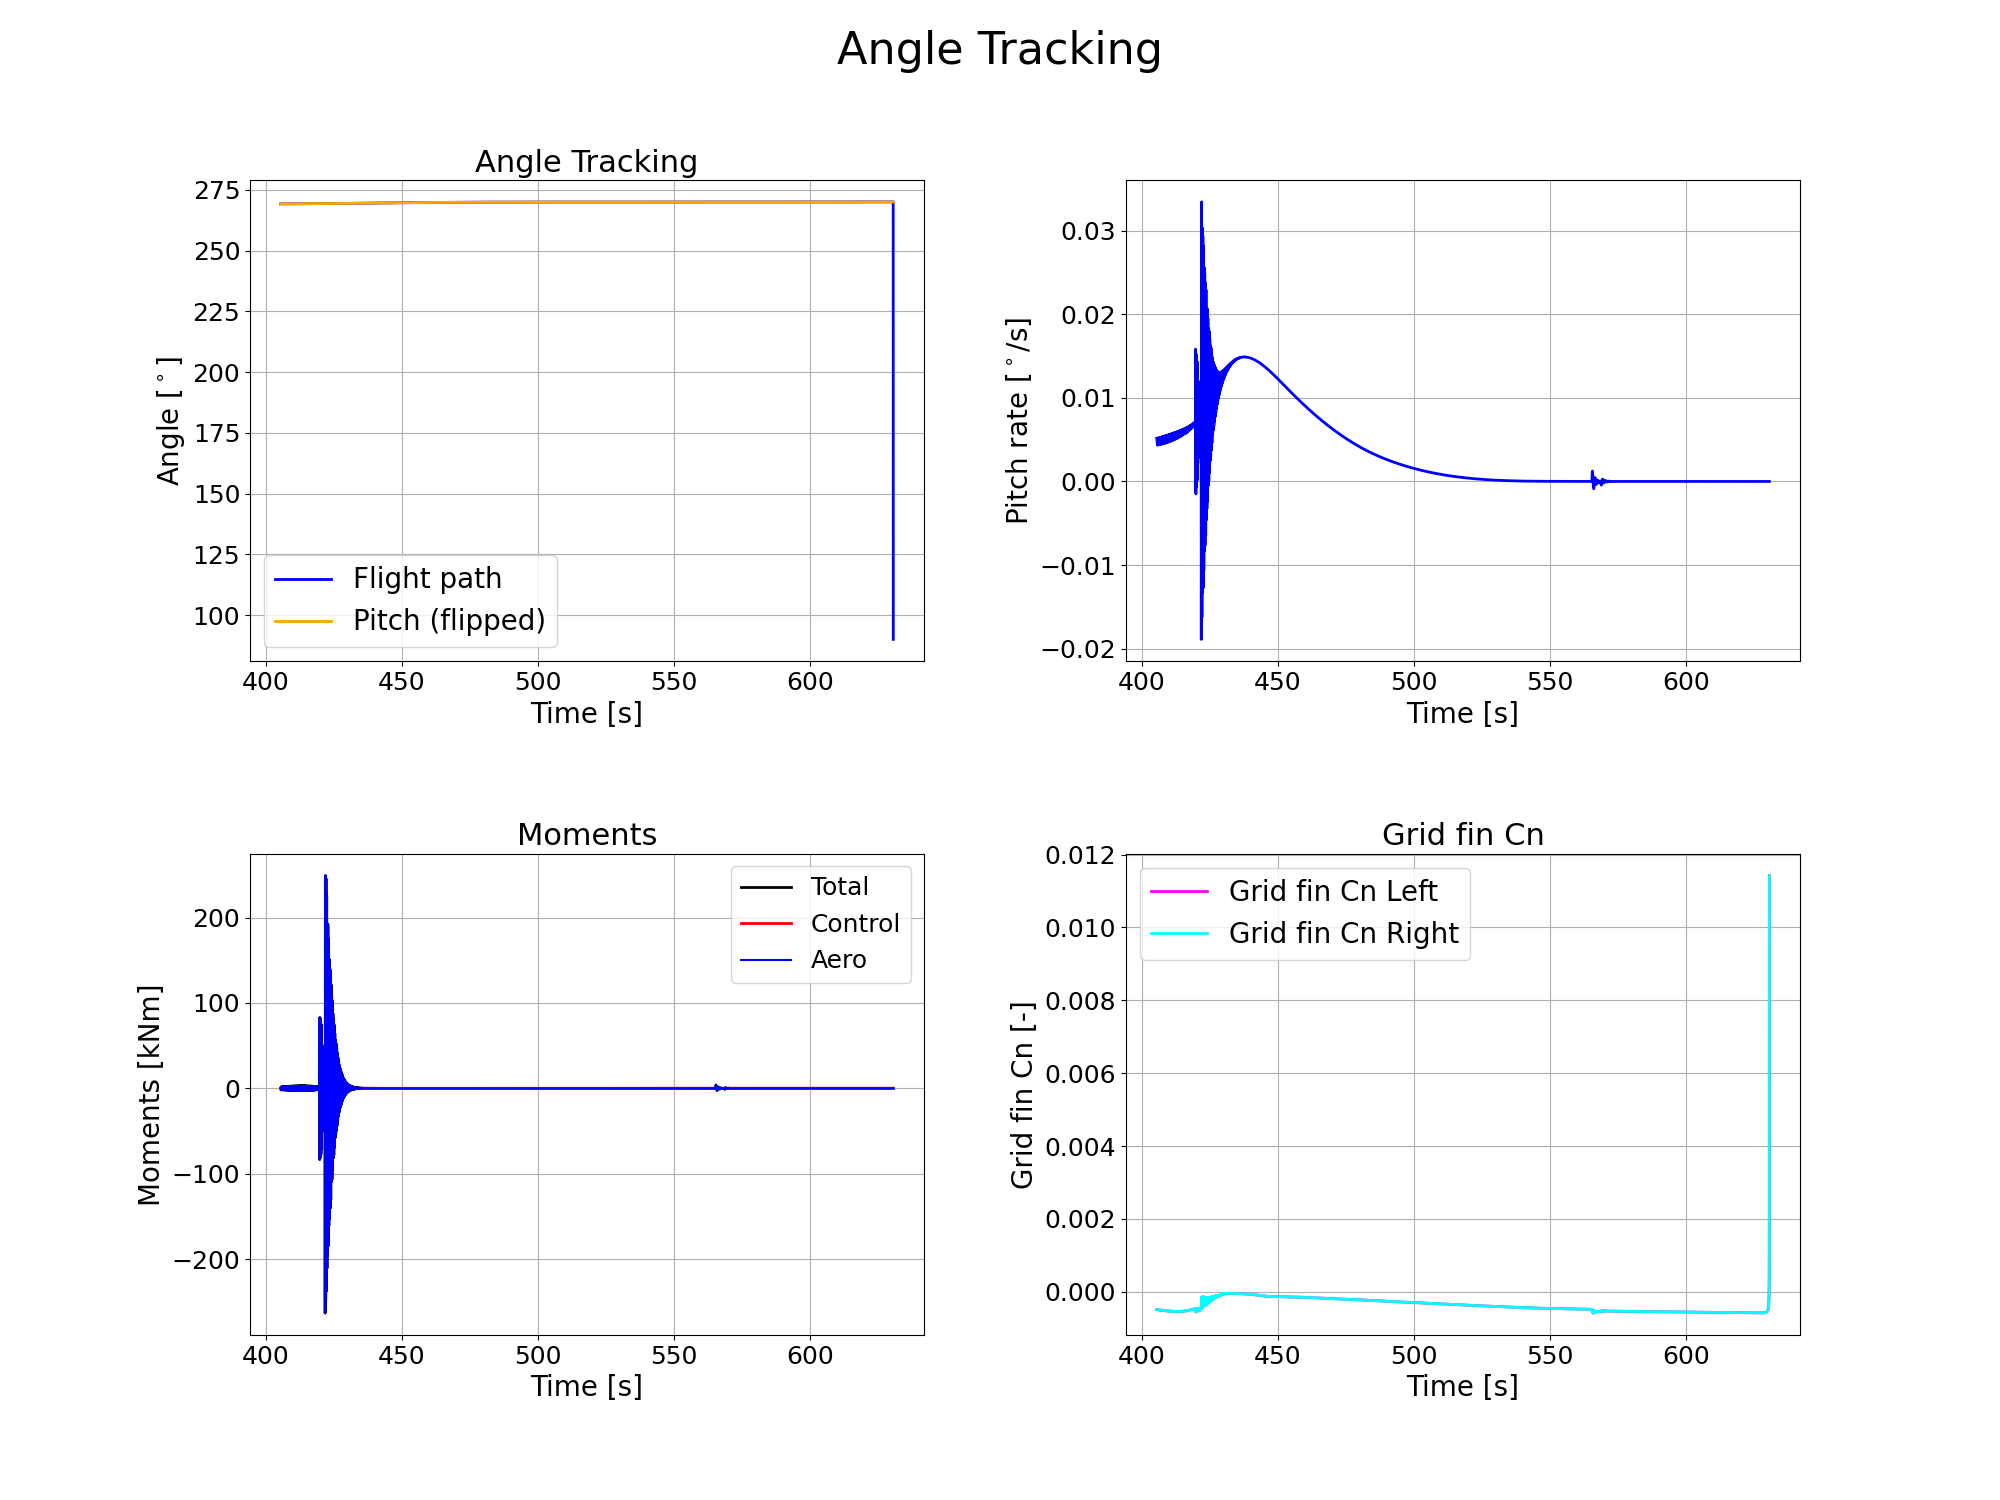 Angle Tracking
Angle Tracking
275
250
225
200
175
150
125
100
Angle [°]
Flight path
Pitch (flipped)
400 450 500 550 600
Time [s]
0.03
0.02
0.01
0.00
−0.01
−0.02
Pitch rate [°/s]
400 450 500 550 600
Time [s]
Moments
200
100
0
−100
−200
Moments [kNm]
Total
Control
Aero
400 450 500 550 600
Time [s]
Grid fin Cn
0.012
0.010
0.008
0.006
0.004
0.002
0.000
Grid fin Cn [-]
Grid fin Cn Left
Grid fin Cn Right
400 450 500 550 600
Time [s]